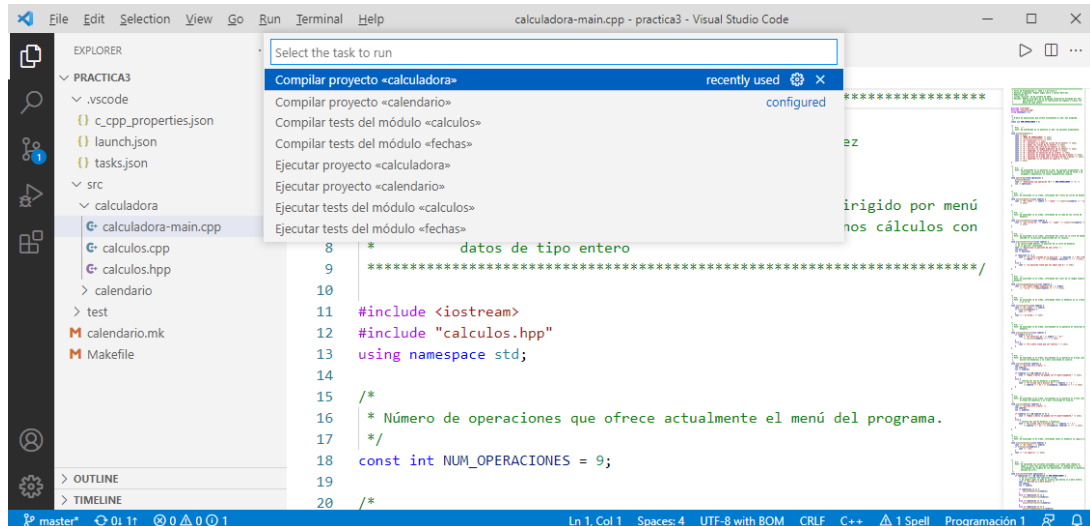 File Edit Selection View Go Run Terminal Help calculadora-main.cpp - practica3 - Visual Studio Code
EXPLORER
PRACTICA3
.vscode
{} c_cpp_properties.json
{} launch.json
{} tasks.json
src
calculadora
calculadora-main.cpp
calculos.cpp
calculos.hpp
calendario
test
M calendario.mk
M Makefile
OUTLINE
TIMELINE
1
Select the task to run
Compilar proyecto «calculadora» recently used
Compilar proyecto «calendario» configured
Compilar tests del módulo «calculos»
Compilar tests del módulo «fechas»
Ejecutar proyecto «calculadora»
Ejecutar proyecto «calendario»
Ejecutar tests del módulo «calculos»
Ejecutar tests del módulo «fechas»
*****************
ez
irigido por menú
nos cálculos con
8 * datos de tipo entero
9 ************************************************************************/
10
11 #include <iostream>
12 #include "calculos.hpp"
13 using namespace std;
14
15 /*
16 * Número de operaciones que ofrece actualmente el menú del programa.
17 */
18 const int NUM_OPERACIONES = 9;
19
20 /*
master* 0↓ 1↑ 0 0 1 Ln 1, Col 1 Spaces: 4 UTF-8 with BOM CRLF C++ 1 Spell Programación 1